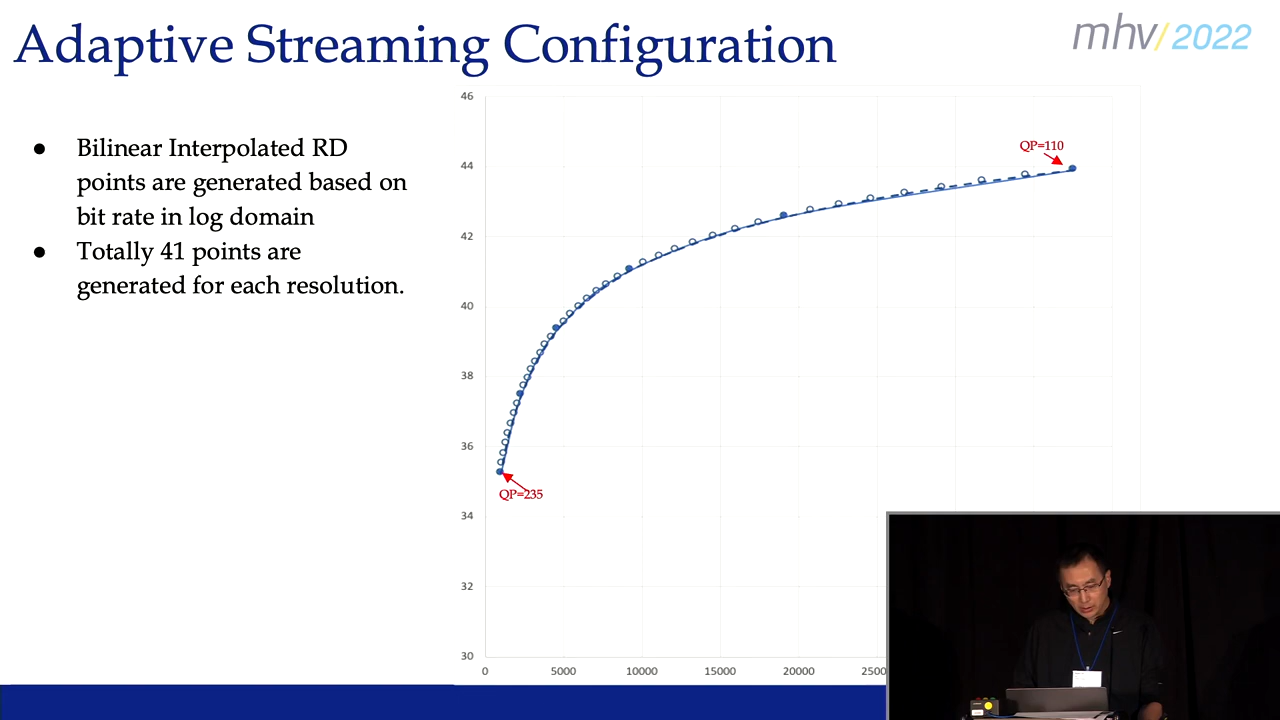 Adaptive Streaming Configuration
mhv/2022
● Bilinear Interpolated RD
points are generated based on
bit rate in log domain
● Totally 41 points are
generated for each resolution.
46
44
42
40
38
36
34
32
30
QP=110
QP=235
0 5000 10000 15000 20000 2500